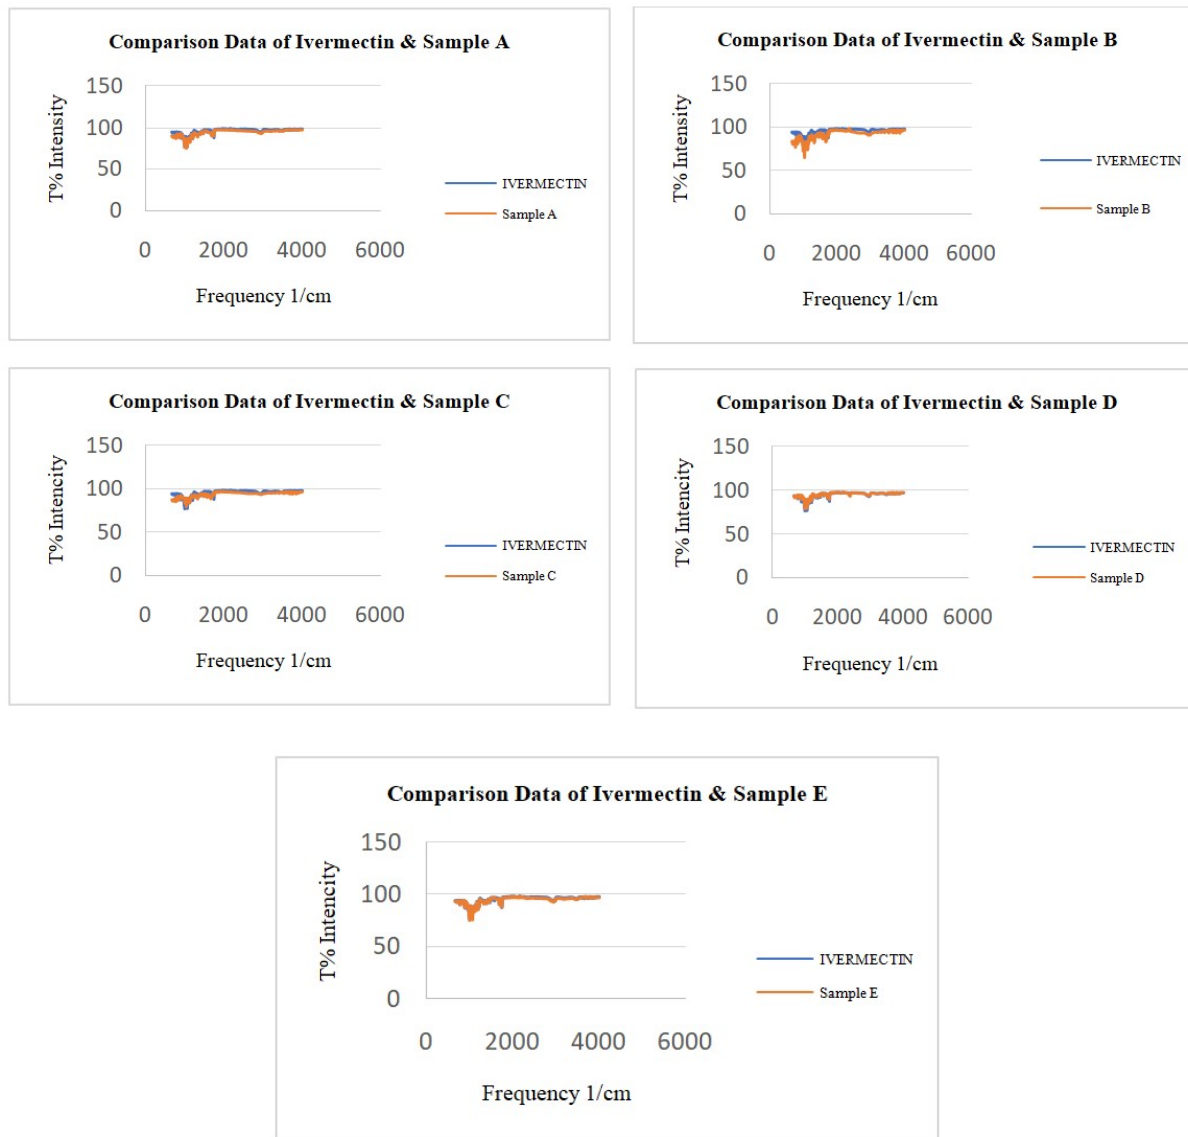 Comparison Data of Ivermectin & Sample A
T% Intensity
150
100
50
0
0 2000 4000 6000
Frequency 1/cm
IVERMECTIN
Sample A
Comparison Data of Ivermectin & Sample B
T% Intensity
150
100
50
0
0 2000 4000 6000
Frequency 1/cm
IVERMECTIN
Sample B
Comparison Data of Ivermectin & Sample C
T% Intencity
150
100
50
0
0 2000 4000 6000
Frequency 1/cm
IVERMECTIN
Sample C
Comparison Data of Ivermectin & Sample D
T% Intencity
150
100
50
0
0 2000 4000 6000
Frequency 1/cm
IVERMECTIN
Sample D
Comparison Data of Ivermectin & Sample E
T% Intencity
150
100
50
0
0 2000 4000 6000
Frequency 1/cm
IVERMECTIN
Sample E